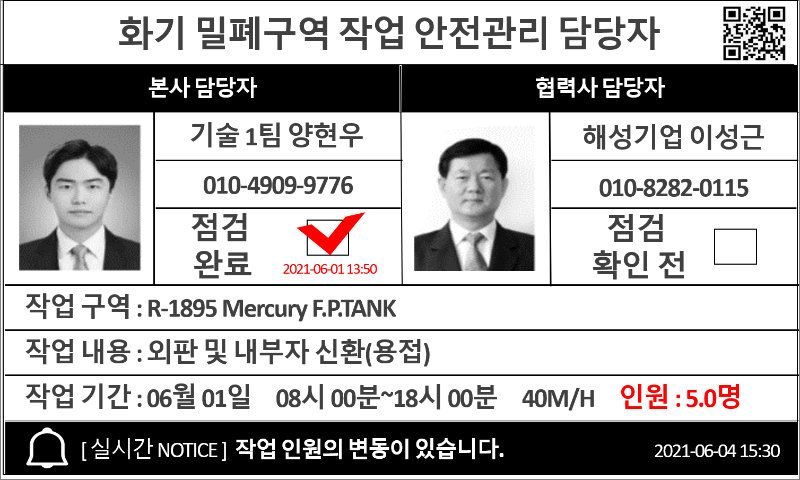 화기 밀폐구역 작업 안전관리 담당자
본사 담당자
협력사 담당자
기술 1팀 양현우
010-4909-9776
점검
완료
2021-06-01 13:50
해성기업 이성근
010-8282-0115
점검
확인 전
작업 구역 : R-1895 Mercury F.P.TANK
작업 내용 : 외판 및 내부자 신환(용접)
작업 기간 : 06월 01일 08시 00분~18시 00분 40M/H 인원 : 5.0명
[ 실시간 NOTICE ] 작업 인원의 변동이 있습니다. 2021-06-04 15:30